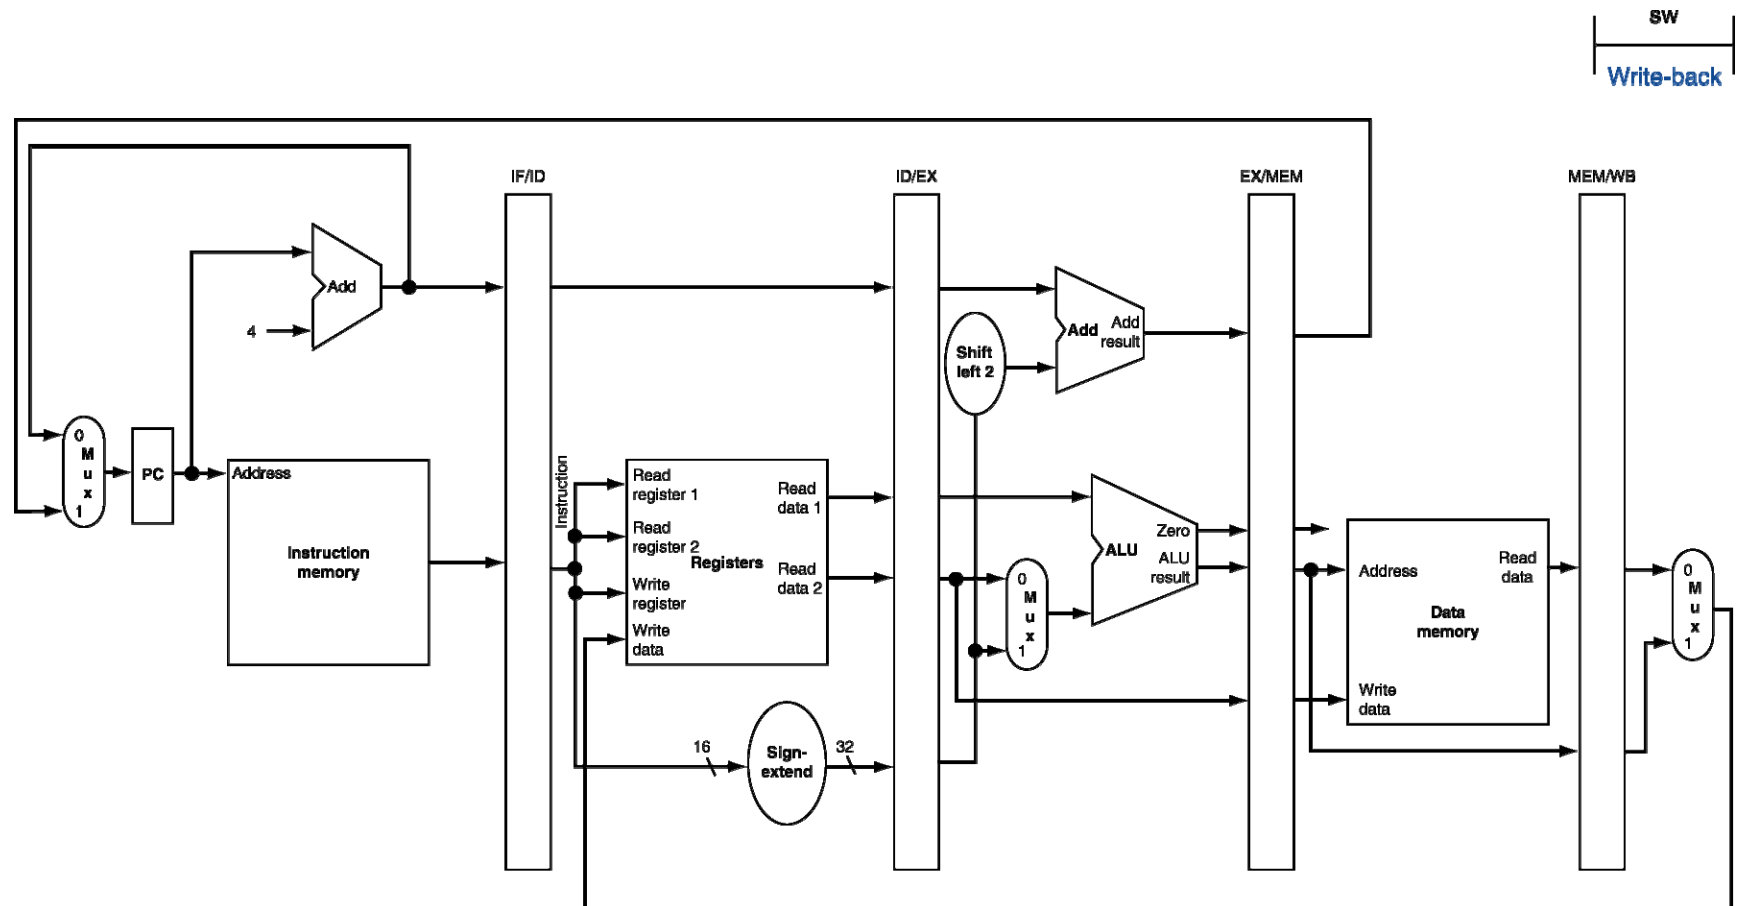 SW
Write-back
IF/ID
ID/EX
EX/MEM
MEM/WB
Add
4
Add
Add
result
Shift
left 2
0
M
u
x
1
PC
Address
Instruction
memory
Instruction
Read
register 1
Read
register 2
Write
register
Write
data
Registers
Read
data 1
Read
data 2
16
Sign-
extend
32
0
M
u
x
1
ALU
Zero
ALU
result
Address
Read
data
Data
memory
Write
data
0
M
u
x
1